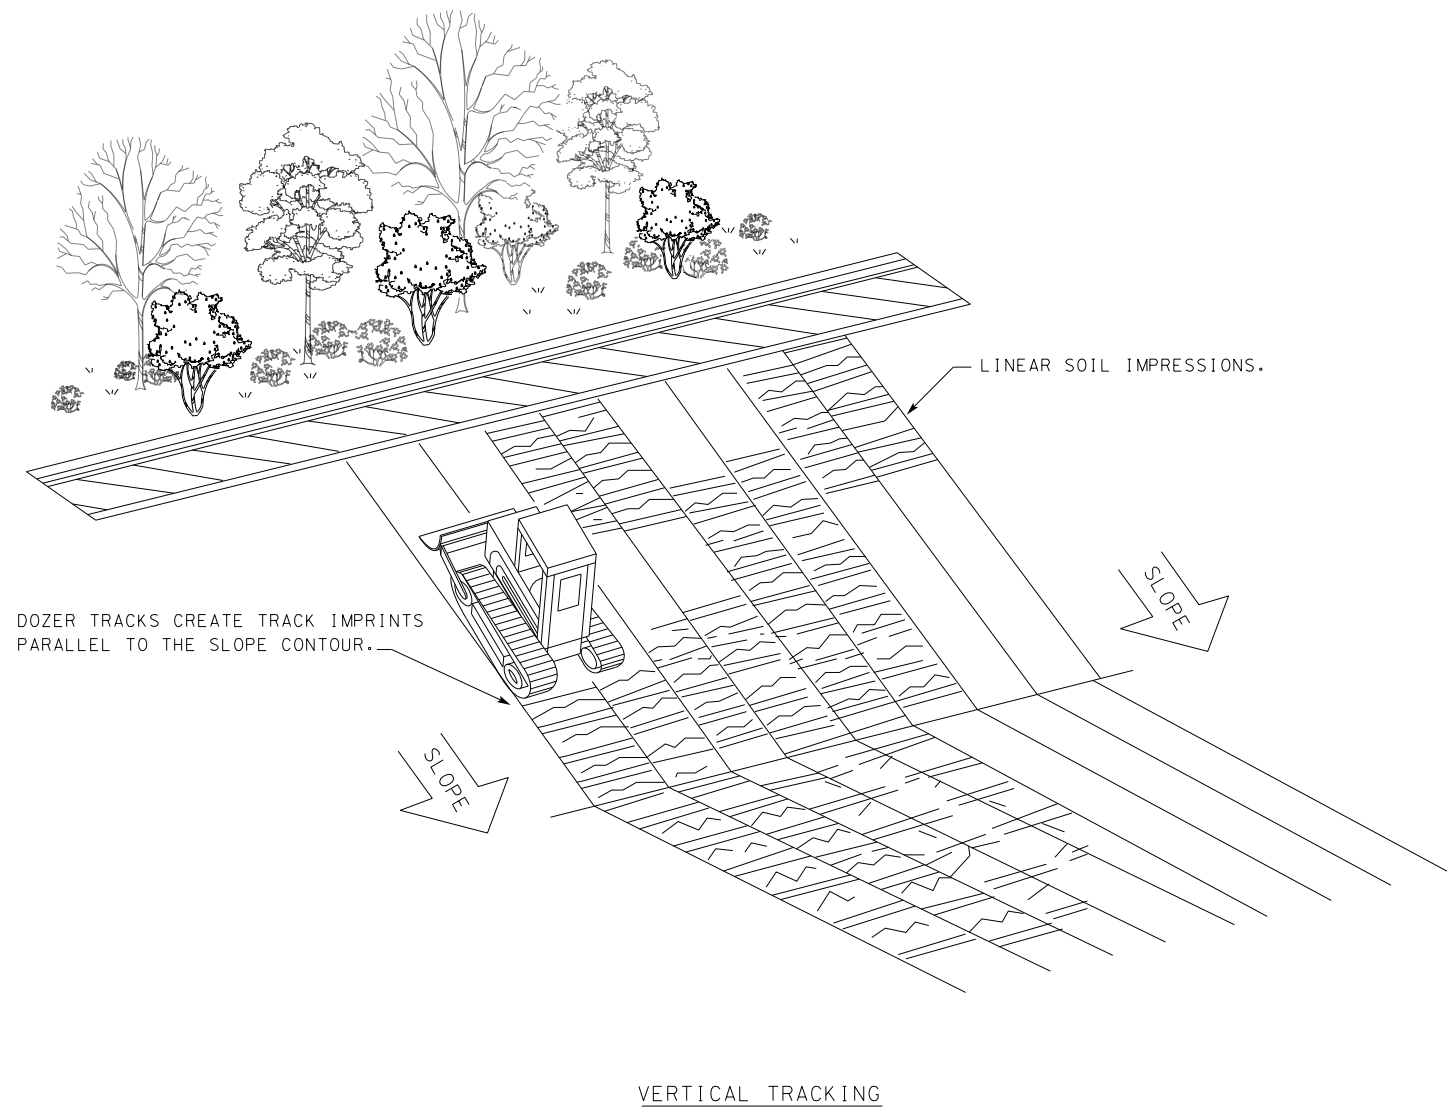 LINEAR SOIL IMPRESSIONS.
SLOPE
DOZER TRACKS CREATE TRACK IMPRINTS
PARALLEL TO THE SLOPE CONTOUR.
SLOPE
VERTICAL TRACKING